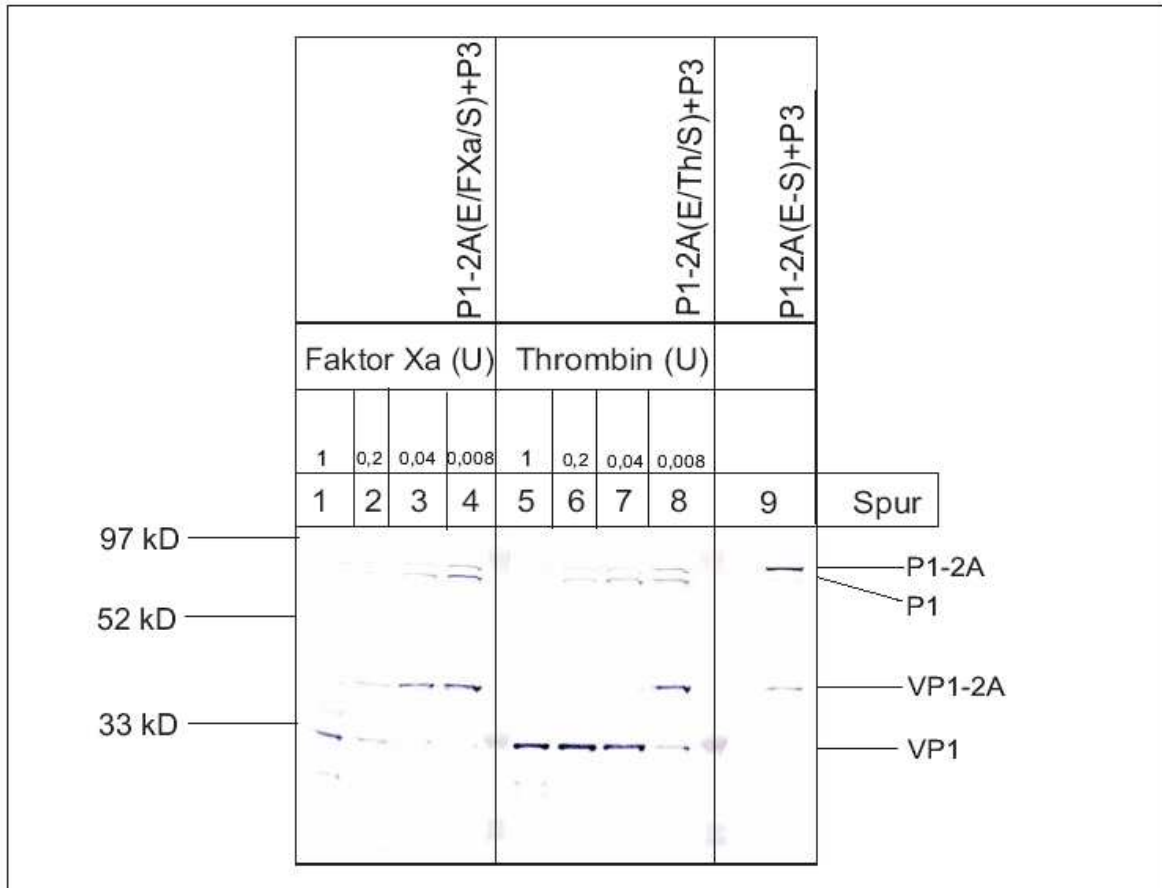 P1-2A(E/FXa/S)+P3
P1-2A(E/Th/S)+P3
P1-2A(E-S)+P3
Faktor Xa (U) Thrombin (U)
1 0,2 0,04 0,008 1 0,2 0,04 0,008
1 2 3 4 5 6 7 8 9 Spur
97 kD
P1-2A
P1
52 kD
VP1-2A
33 kD
VP1